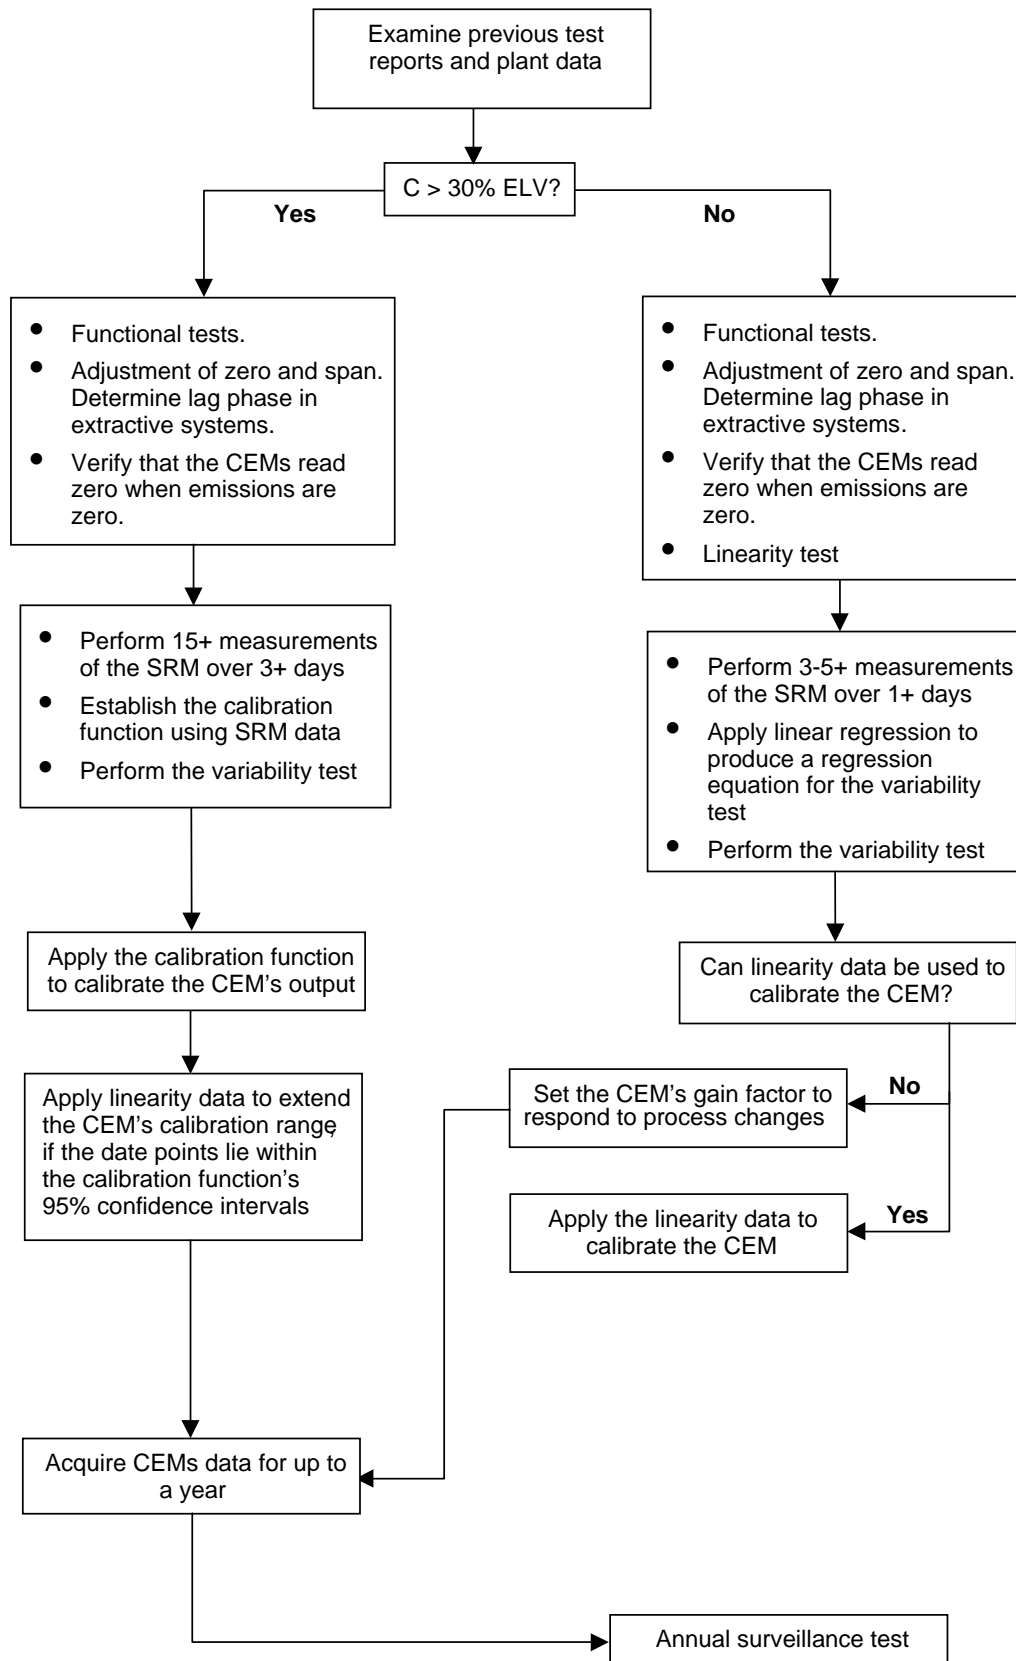 Examine previous test
reports and plant data
C > 30% ELV?
Yes
No
• Functional tests.
• Adjustment of zero and span.
Determine lag phase in
extractive systems.
• Verify that the CEMs read
zero when emissions are
zero.
• Functional tests.
• Adjustment of zero and span.
Determine lag phase in
extractive systems.
• Verify that the CEMs read
zero when emissions are
zero.
• Linearity test
• Perform 15+ measurements
of the SRM over 3+ days
• Establish the calibration
function using SRM data
• Perform the variability test
• Perform 3-5+ measurements
of the SRM over 1+ days
• Apply linear regression to
produce a regression
equation for the variability
test
• Perform the variability test
Apply the calibration function
to calibrate the CEM's output
Can linearity data be used to
calibrate the CEM?
Apply linearity data to extend
the CEM's calibration range,
if the date points lie within
the calibration function's
95% confidence intervals
Set the CEM's gain factor to
respond to process changes
No
Apply the linearity data to
calibrate the CEM
Yes
Acquire CEMs data for up to
a year
Annual surveillance test